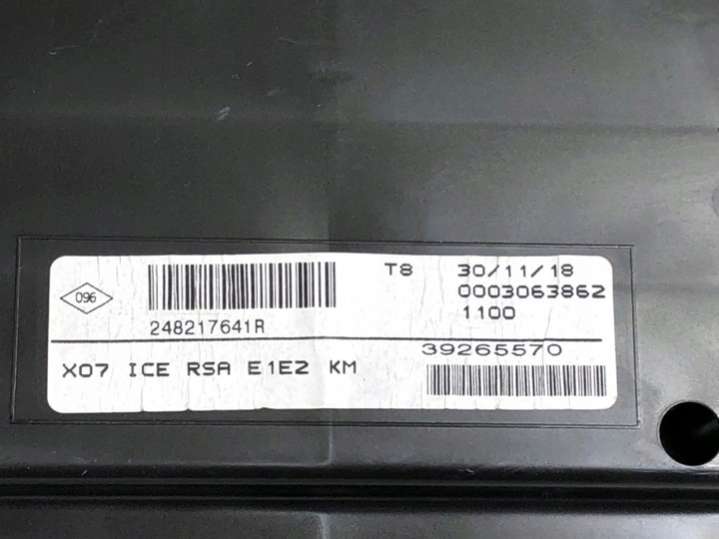 096
248217641R
T8 30/11/18
0003063862
1100
39265570
X07 ICE RSA E1E2 KM